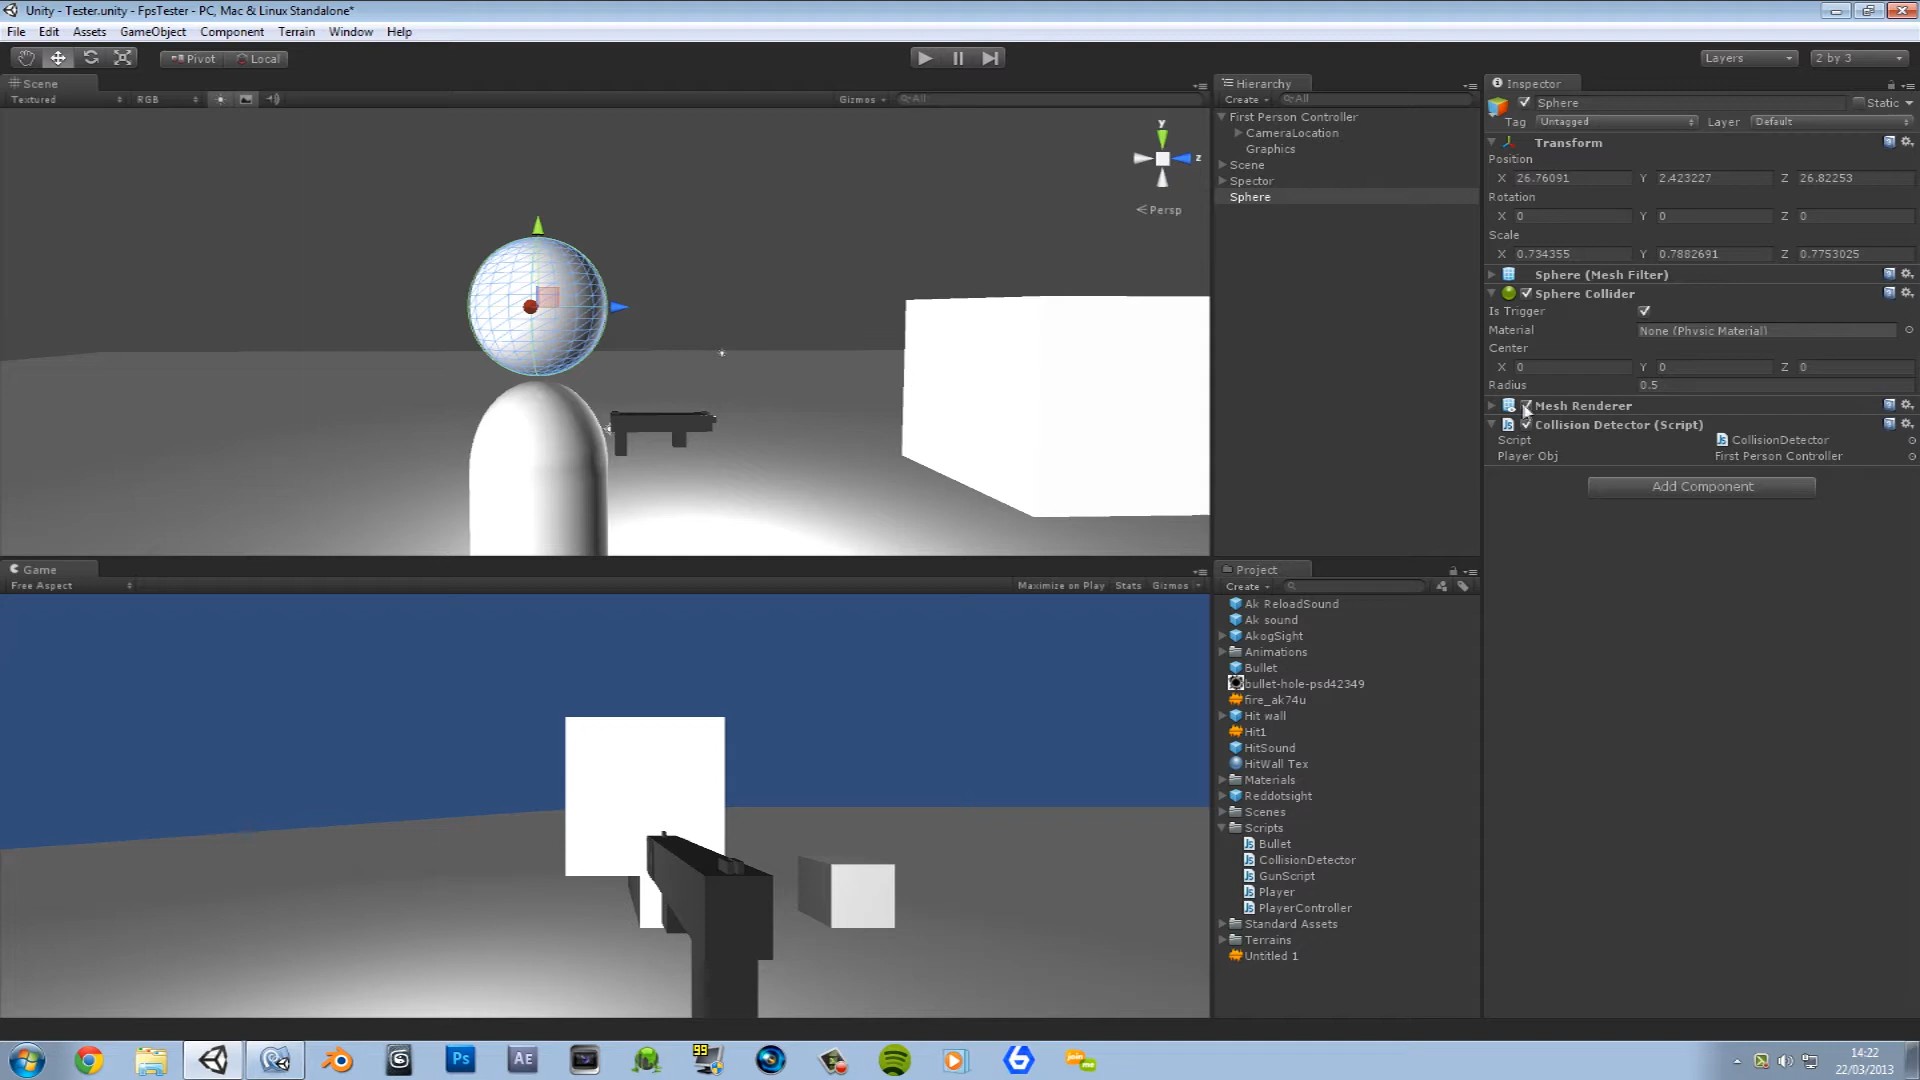 Unity - Tester.unity - FpsTester - PC, Mac & Linux Standalone*
File Edit Assets GameObject Component Terrain Window Help
Pivot Local Layers 2 by 3
Scene
Textured RGB Gizmos All
y
z
Persp
Hierarchy
Create All
First Person Controller
CameraLocation
Graphics
Scene
Spector
Sphere
Inspector
Sphere Static
Tag Untagged Layer Default
Transform
Position
X 26.76091 Y 2.423227 Z 26.82253
Rotation
X 0 Y 0 Z 0
Scale
X 0.734355 Y 0.7882691 Z 0.7753025
Sphere (Mesh Filter)
Sphere Collider
Is Trigger
Material None (Physic Material)
Center
X 0 Y 0 Z 0
Radius 0.5
Mesh Renderer
Collision Detector (Script)
Script CollisionDetector
Player Obj First Person Controller
Add Component
Game
Free Aspect Maximize on Play Stats Gizmos
Project
Create
Ak ReloadSound
Ak sound
AkogSight
Animations
Bullet
bullet-hole-psd42349
fire_ak74u
Hit wall
Hit1
HitSound
HitWall Tex
Materials
Reddotsight
Scenes
Scripts
Bullet
CollisionDetector
GunScript
Player
PlayerController
Standard Assets
Terrains
Untitled 1
Ps AE 99 join me
14:22
22/03/2013